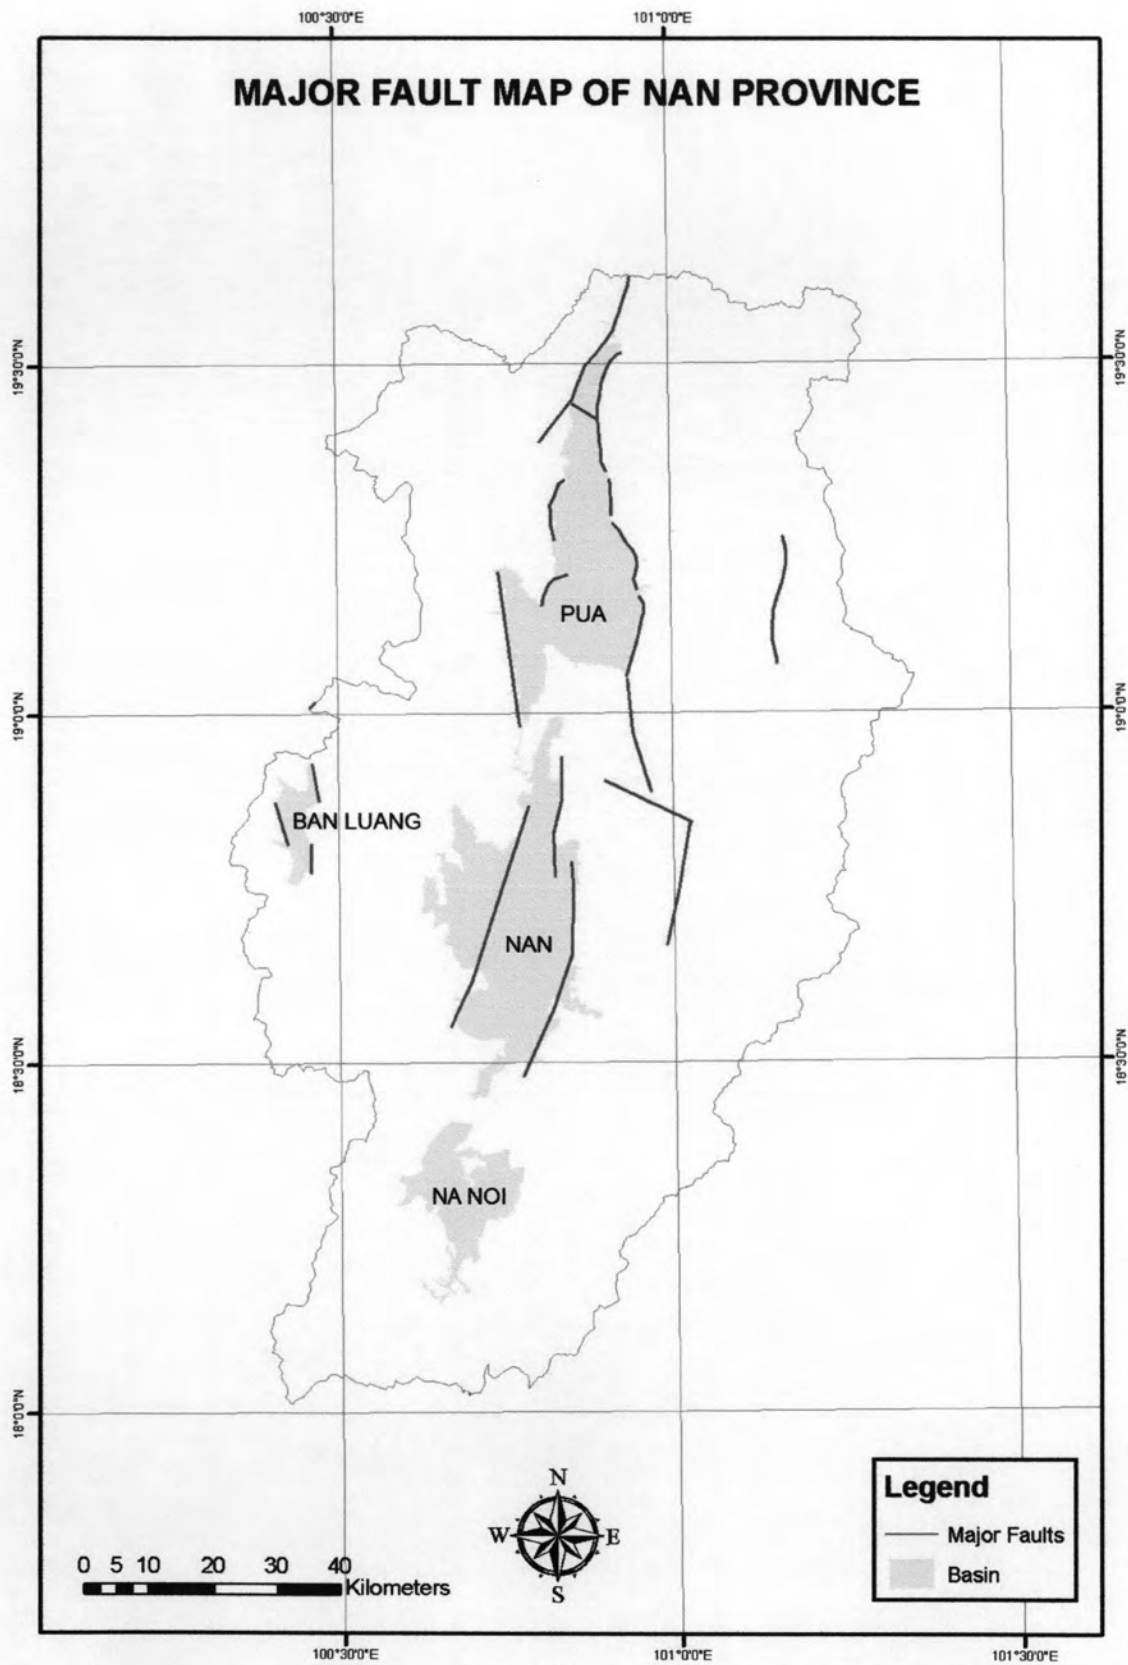 100°30'0"E
101°0'0"E
MAJOR FAULT MAP OF NAN PROVINCE
19°30'0"N
19°30'0"N
PUA
19°0'0"N
19°0'0"N
BAN LUANG
NAN
18°30'0"N
18°30'0"N
NA NOI
18°0'0"N
18°0'0"N
N
W
E
S
Legend
Major Faults
Basin
0 5 10 20 30 40
Kilometers
100°30'0"E
101°0'0"E
101°30'0"E